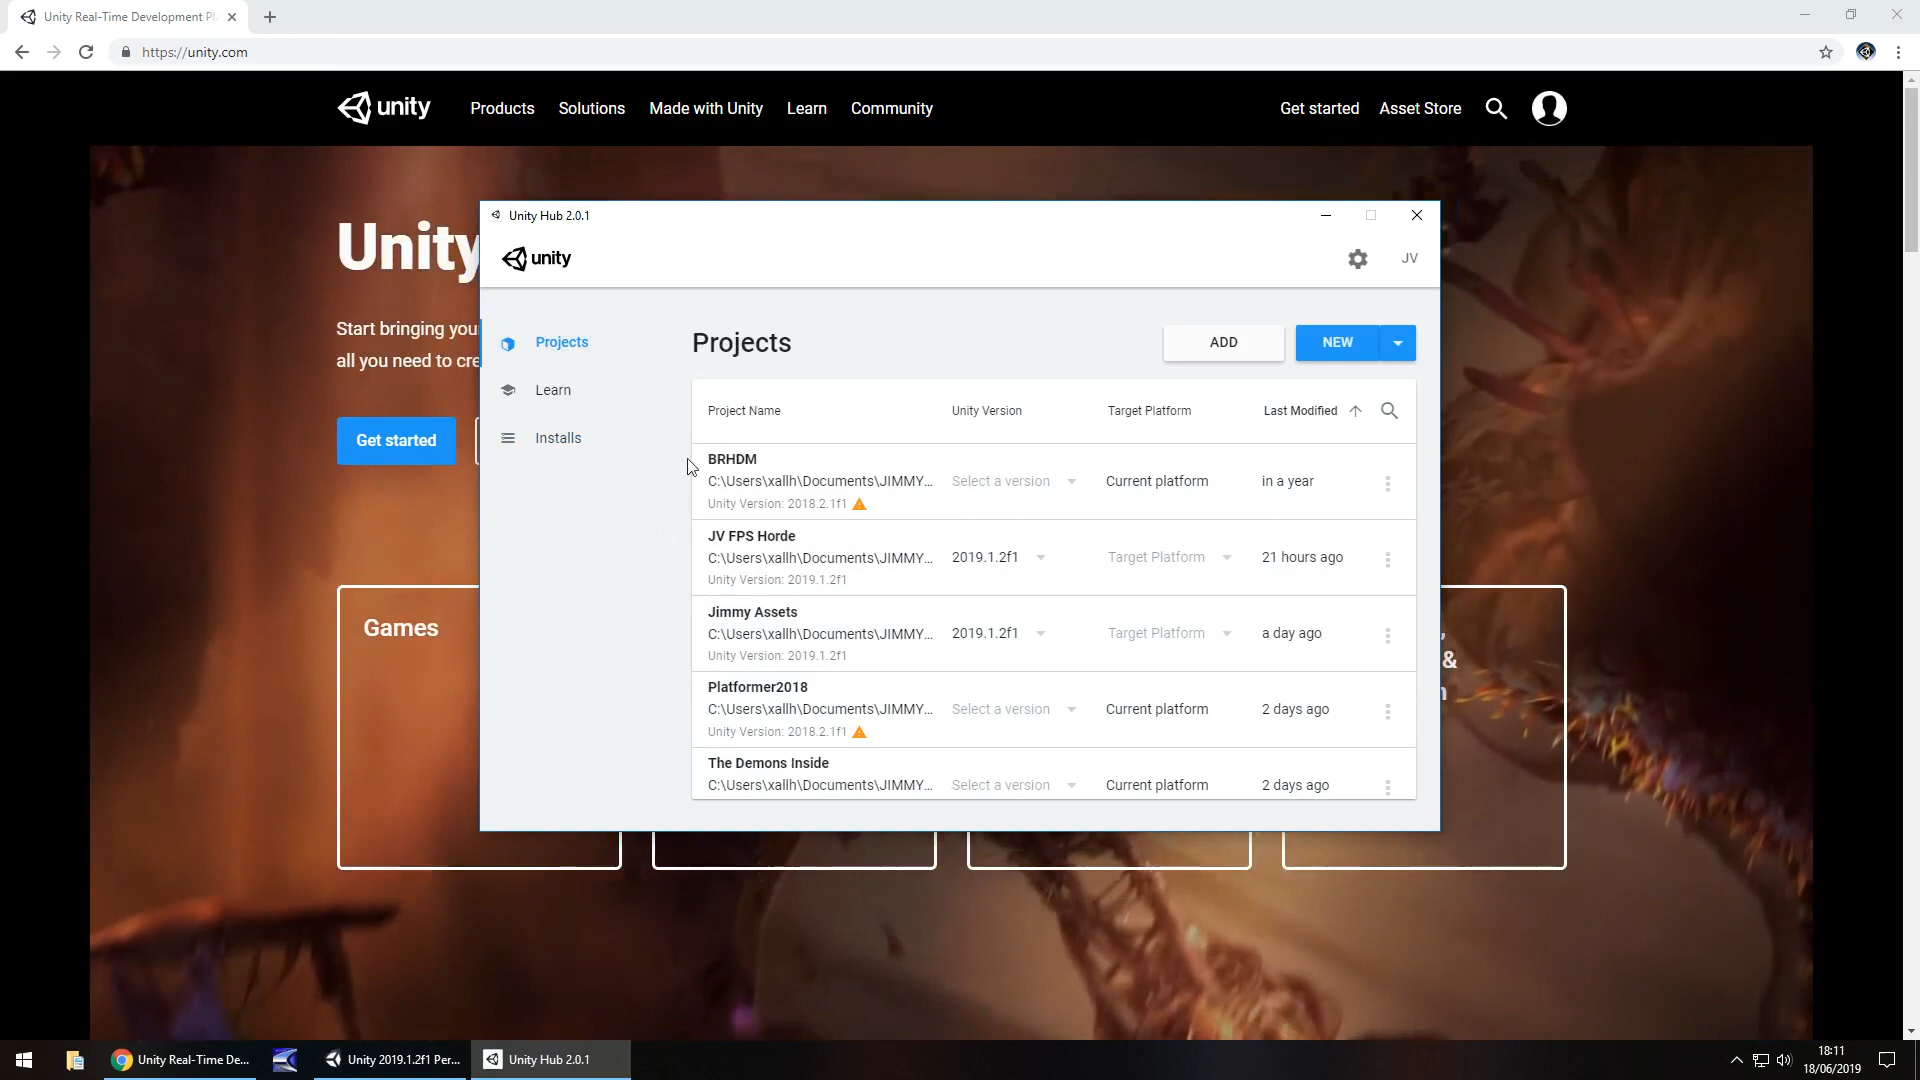 Unity Real-Time Development Pl
https://unity.com
unity
Products
Solutions
Made with Unity
Learn
Community
Get started
Asset Store
Unity
Start bringing you
all you need to cre
Get started
Games
&
Unity Hub 2.0.1
unity
JV
Projects
Learn
Installs
Projects
ADD
NEW
Project Name
Unity Version
Target Platform
Last Modified
BRHDM
C:\Users\xallh\Documents\JIMMY...
Select a version
Current platform
in a year
Unity Version: 2018.2.1f1
JV FPS Horde
C:\Users\xallh\Documents\JIMMY...
2019.1.2f1
Target Platform
21 hours ago
Unity Version: 2019.1.2f1
Jimmy Assets
C:\Users\xallh\Documents\JIMMY...
2019.1.2f1
Target Platform
a day ago
Unity Version: 2019.1.2f1
Platformer2018
C:\Users\xallh\Documents\JIMMY...
Select a version
Current platform
2 days ago
Unity Version: 2018.2.1f1
The Demons Inside
C:\Users\xallh\Documents\JIMMY...
Select a version
Current platform
2 days ago
Unity Real-Time De...
Unity 2019.1.2f1 Per...
Unity Hub 2.0.1
18:11
18/06/2019